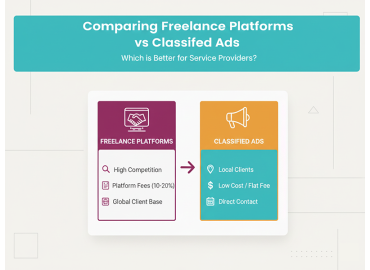 Comparing Freelance Platforms
vs Classifed Ads
Which is Better for Service Providers?
FREELANCE PLATFORMS
High Competition
Platform Fees (10-20%)
Global Client Base
CLASSIFIED ADS
Local Clients
Low Cost / Flat Fee
Direct Contact